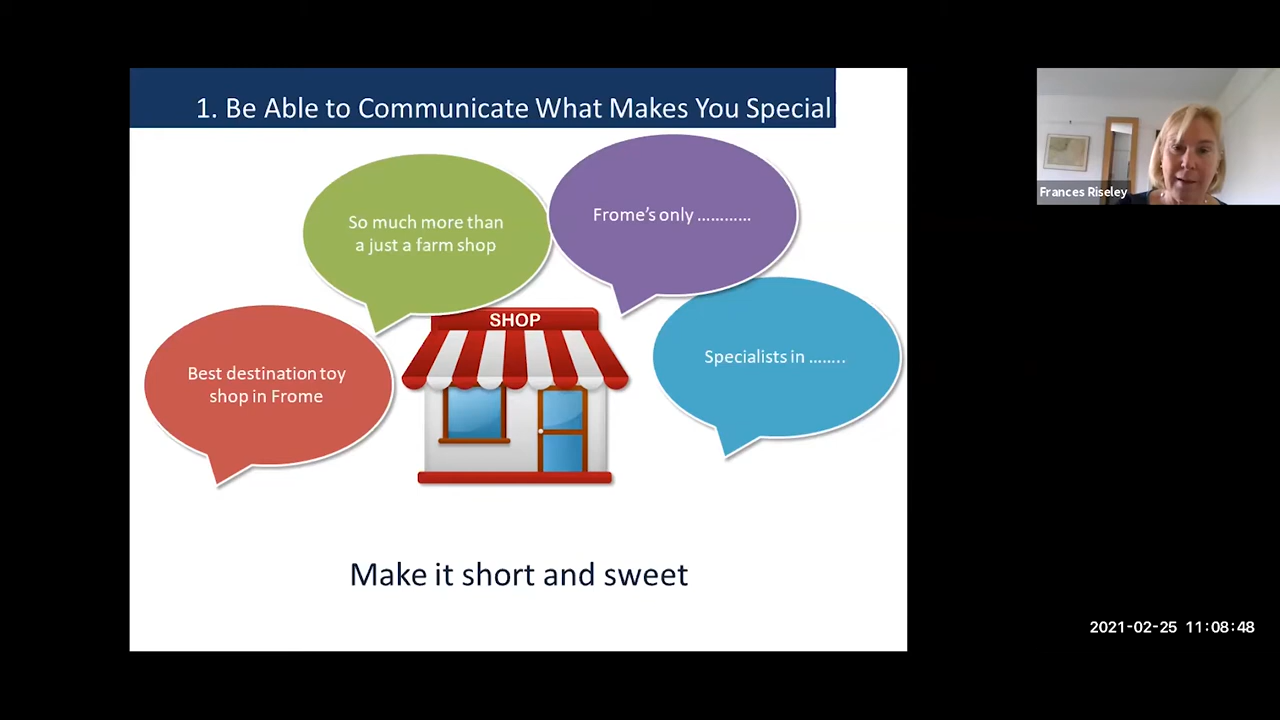 1. Be Able to Communicate What Makes You Special
So much more than
a just a farm shop
Frome's only …………
Best destination toy
shop in Frome
SHOP
Specialists in ……..
Make it short and sweet
Frances Riseley
2021-02-25 11:08:48